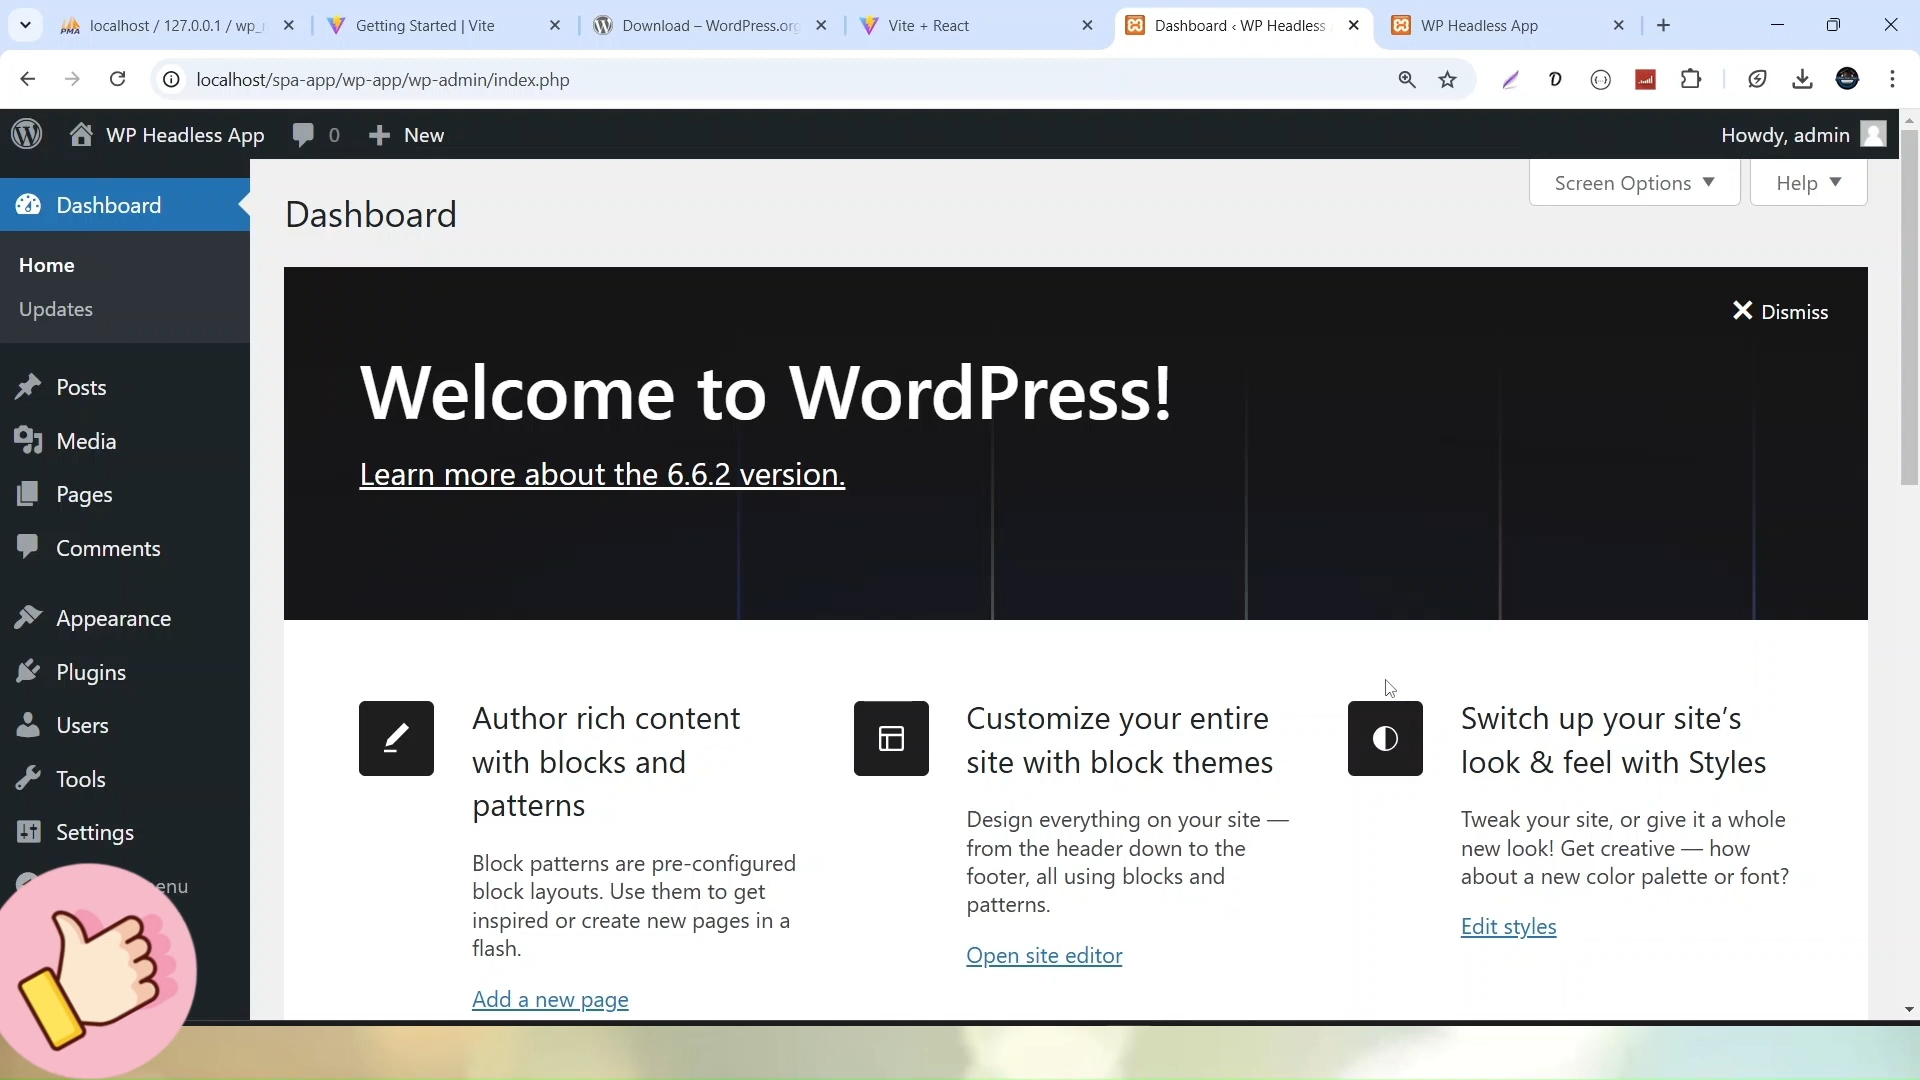 localhost / 127.0.0.1 / wp_
Getting Started | Vite
Download – WordPress.org
Vite + React
Dashboard ‹ WP Headless
WP Headless App
localhost/spa-app/wp-app/wp-admin/index.php
WP Headless App
0
New
Howdy, admin
Screen Options
Help
Dashboard
Home
Updates
Posts
Media
Pages
Comments
Appearance
Plugins
Users
Tools
Settings
enu
Dashboard
Dismiss
Welcome to WordPress!
Learn more about the 6.6.2 version.
Author rich content
with blocks and
patterns
Block patterns are pre-configured
block layouts. Use them to get
inspired or create new pages in a
flash.
Add a new page
Customize your entire
site with block themes
Design everything on your site —
from the header down to the
footer, all using blocks and
patterns.
Open site editor
Switch up your site’s
look & feel with Styles
Tweak your site, or give it a whole
new look! Get creative — how
about a new color palette or font?
Edit styles